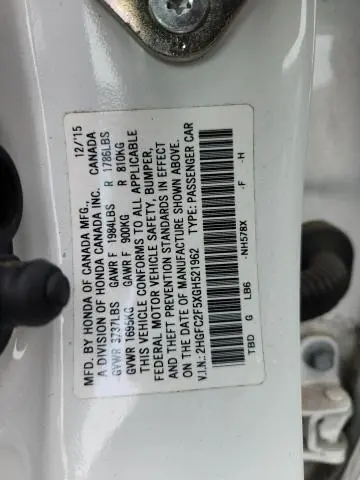 MFD. BY HONDA OF CANADA MFG., 12/15
A DIVISION OF HONDA CANADA INC. CANADA
GVWR 3737LBS GAWR F 1984LBS R 1786LBS
GVWR 1695KG GAWR F 900KG R 810KG
THIS VEHICLE CONFORMS TO ALL APPLICABLE
FEDERAL MOTOR VEHICLE SAFETY, BUMPER,
AND THEFT PREVENTION STANDARDS IN EFFECT
ON THE DATE OF MANUFACTURE SHOWN ABOVE.
V.I.N.: 2HGFC2F5XGH521962 TYPE: PASSENGER CAR
TBD G LB6 -NH578X -F -H